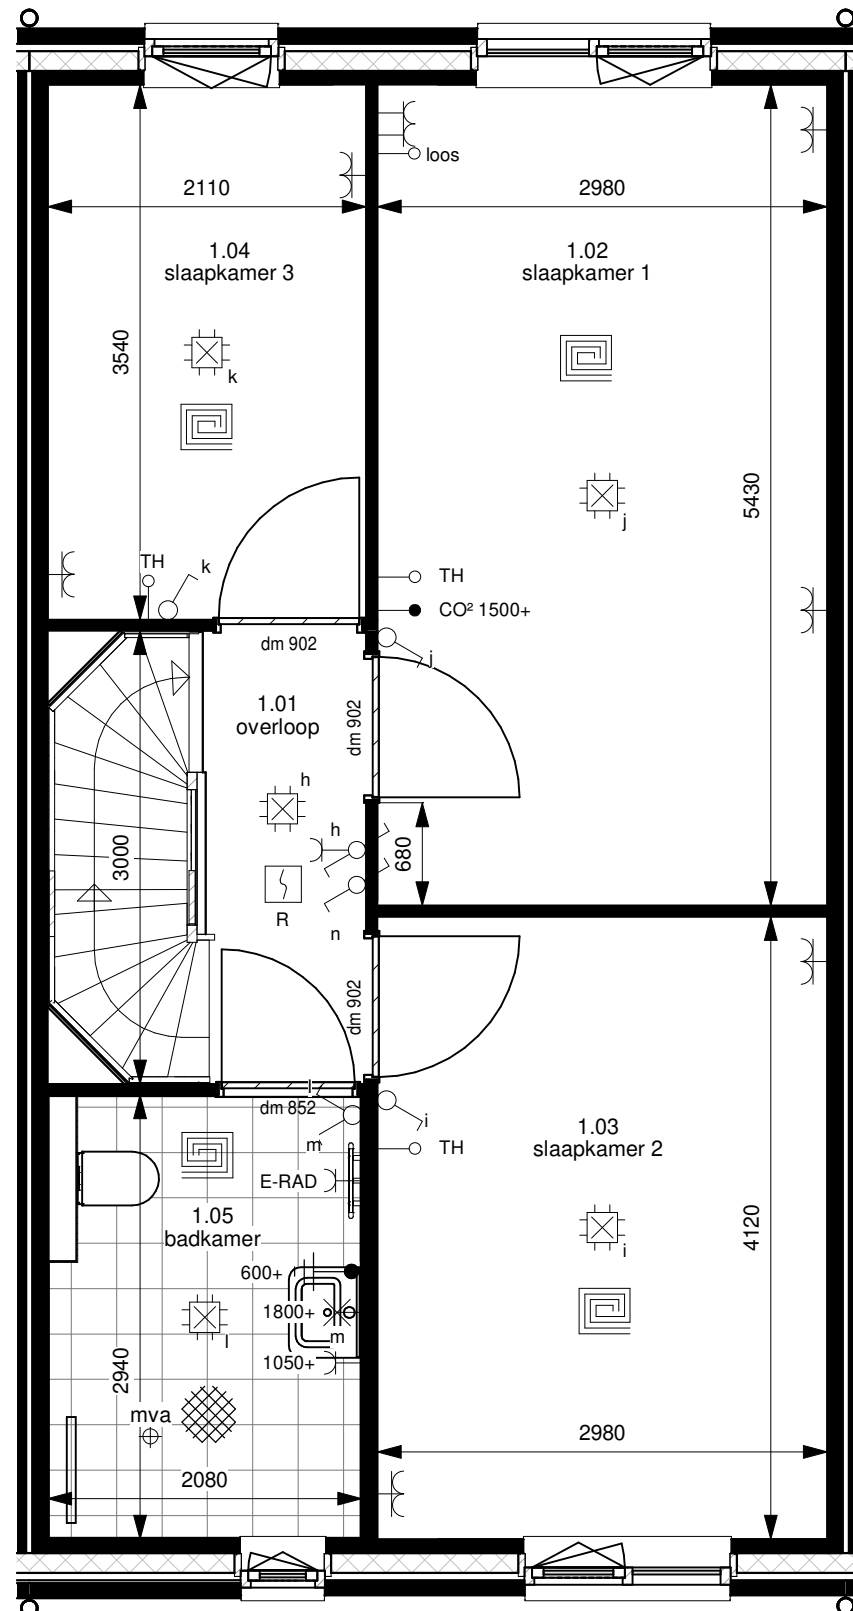 loos
2110
2980
1.04
slaapkamer 3
1.02
slaapkamer 1
3540
k
5430
j
TH
k
TH
CO² 1500+
dm 902
j
1.01
overloop
dm 902
h
h
3000
680
R
n
dm 902
l
dm 852
m
i
TH
1.03
slaapkamer 2
E-RAD
1.05
badkamer
4120
i
600+
1800+
m
l
1050+
2940
mva
2980
2080